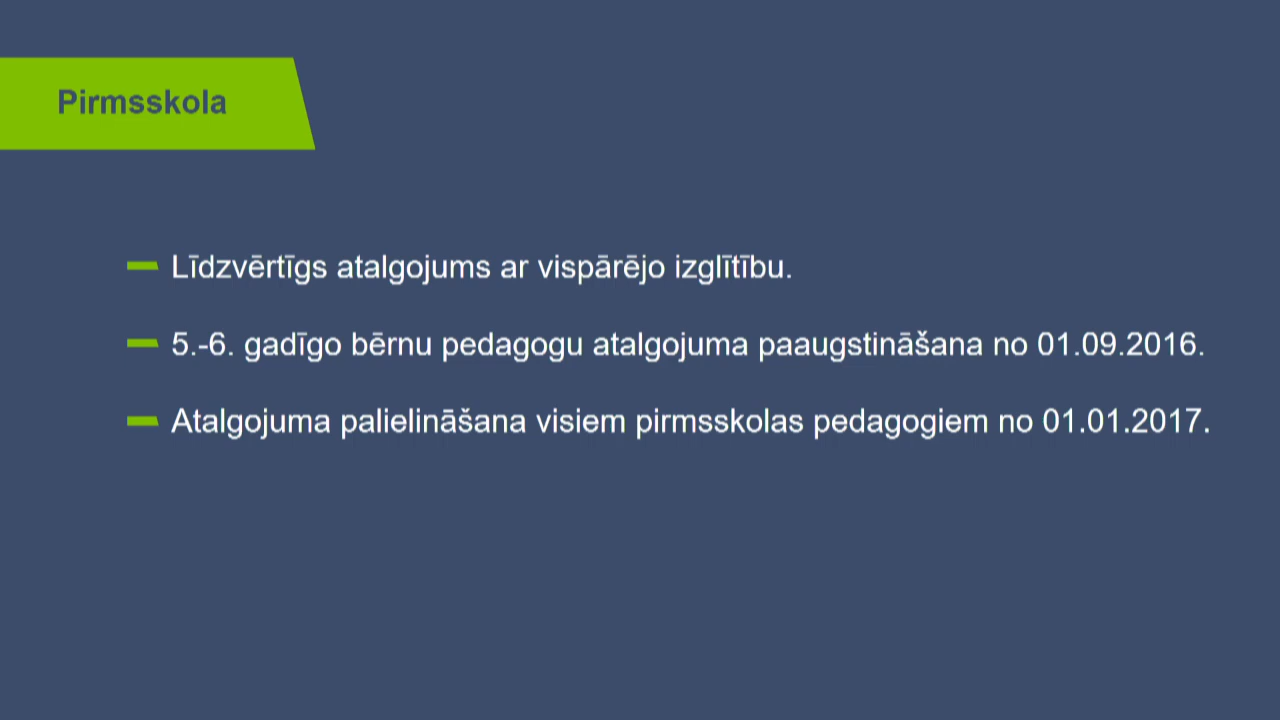 Pirmsskola
Līdzvērtīgs atalgojums ar vispārējo izglītību.
5.-6. gadīgo bērnu pedagogu atalgojuma paaugstināšana no 01.09.2016.
Atalgojuma palielināšana visiem pirmsskolas pedagogiem no 01.01.2017.